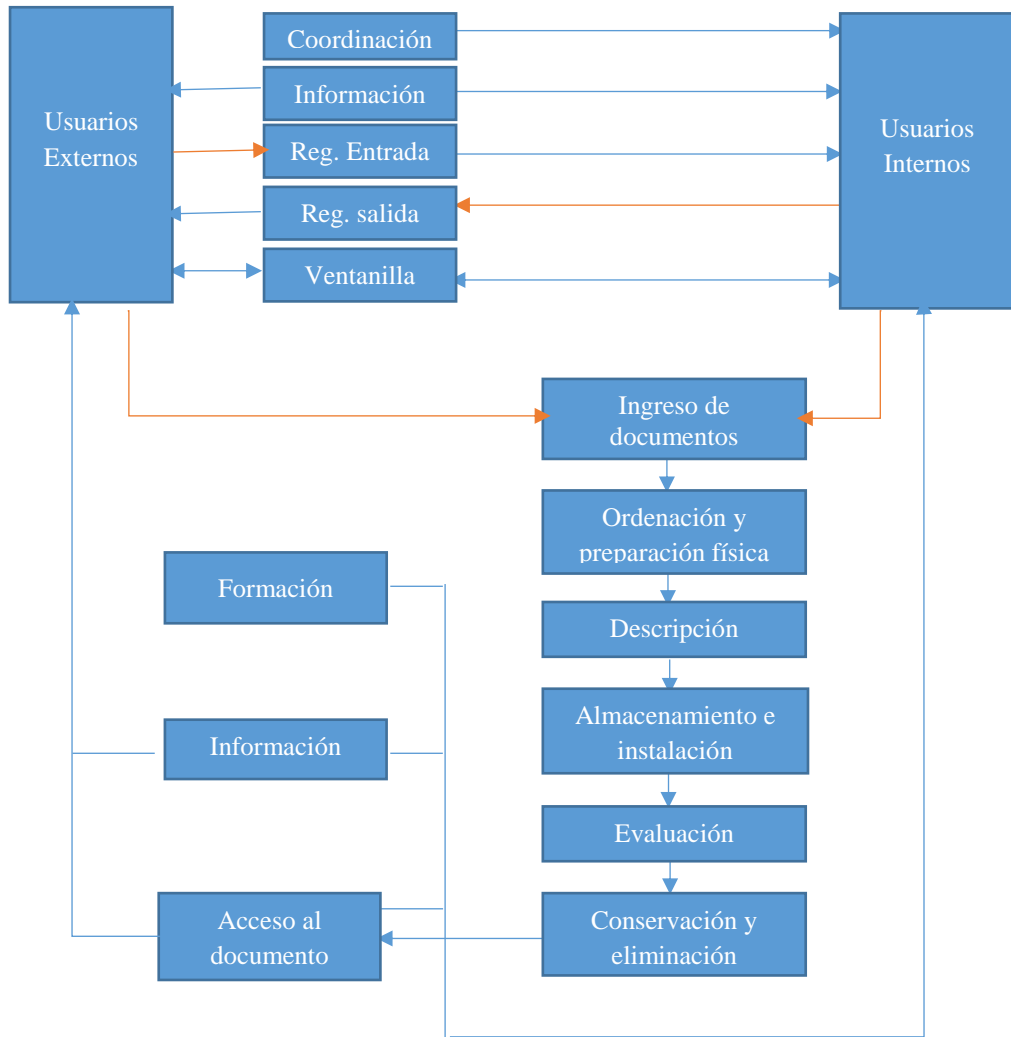 Coordinación
Usuarios
Externos
Información
Reg. Entrada
Reg. salida
Ventanilla
Usuarios
Internos
Ingreso de
documentos
Ordenación y
preparación física
Formación
Descripción
Información
Almacenamiento e
instalación
Evaluación
Acceso al
documento
Conservación y
eliminación